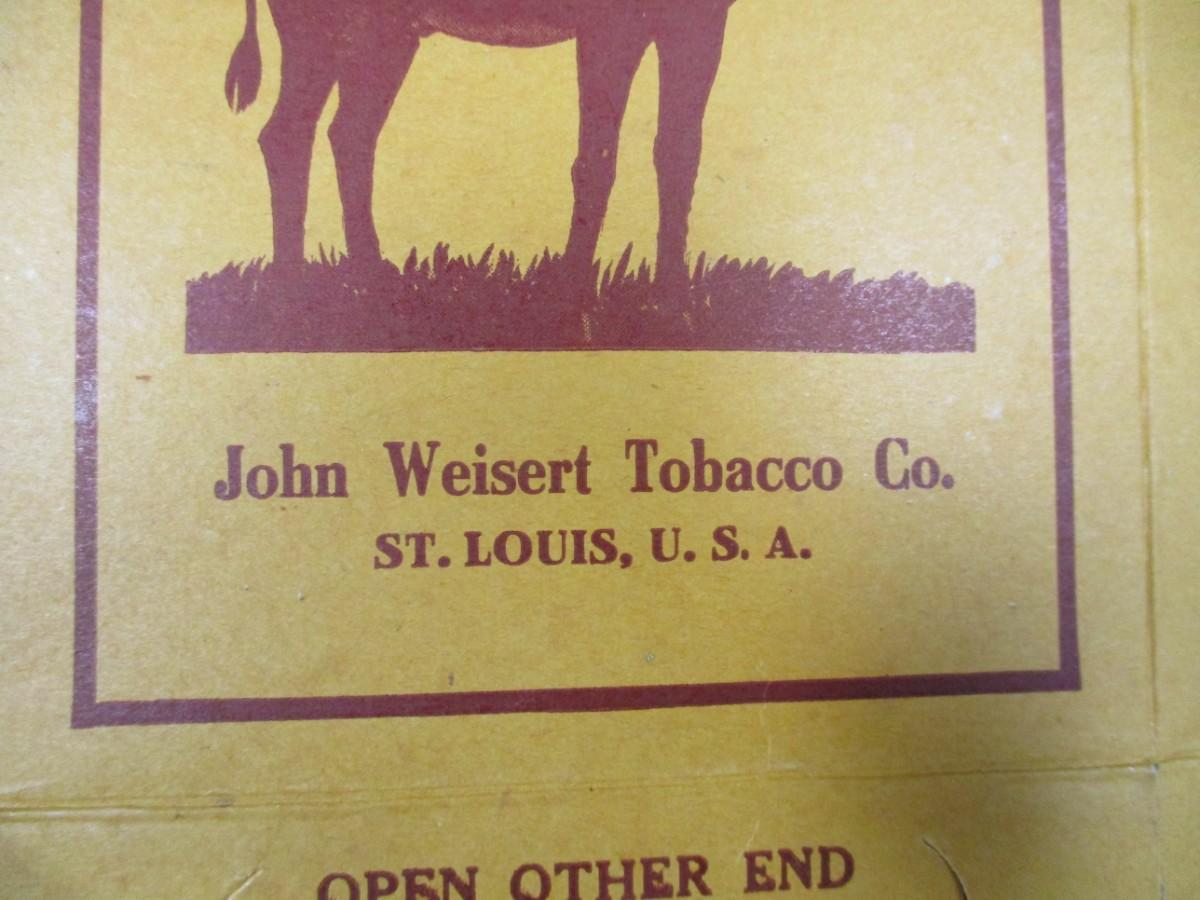 John Weisert Tobacco Co.
ST. LOUIS, U. S. A.
OPEN OTHER END